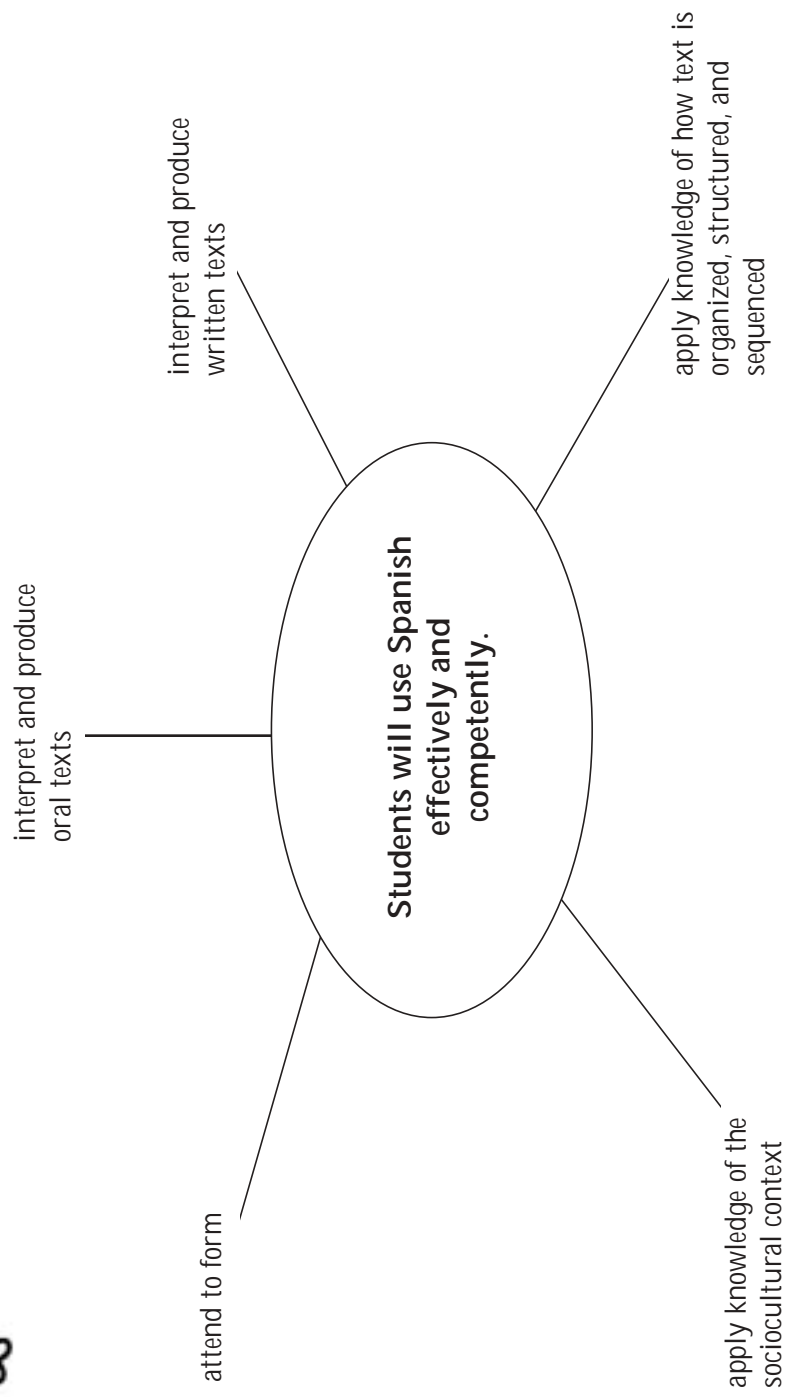 interpret and produce
oral texts
attend to form
interpret and produce
written texts
Students will use Spanish
effectively and
competently.
apply knowledge of the
sociocultural context
apply knowledge of how text is
organized, structured, and
sequenced